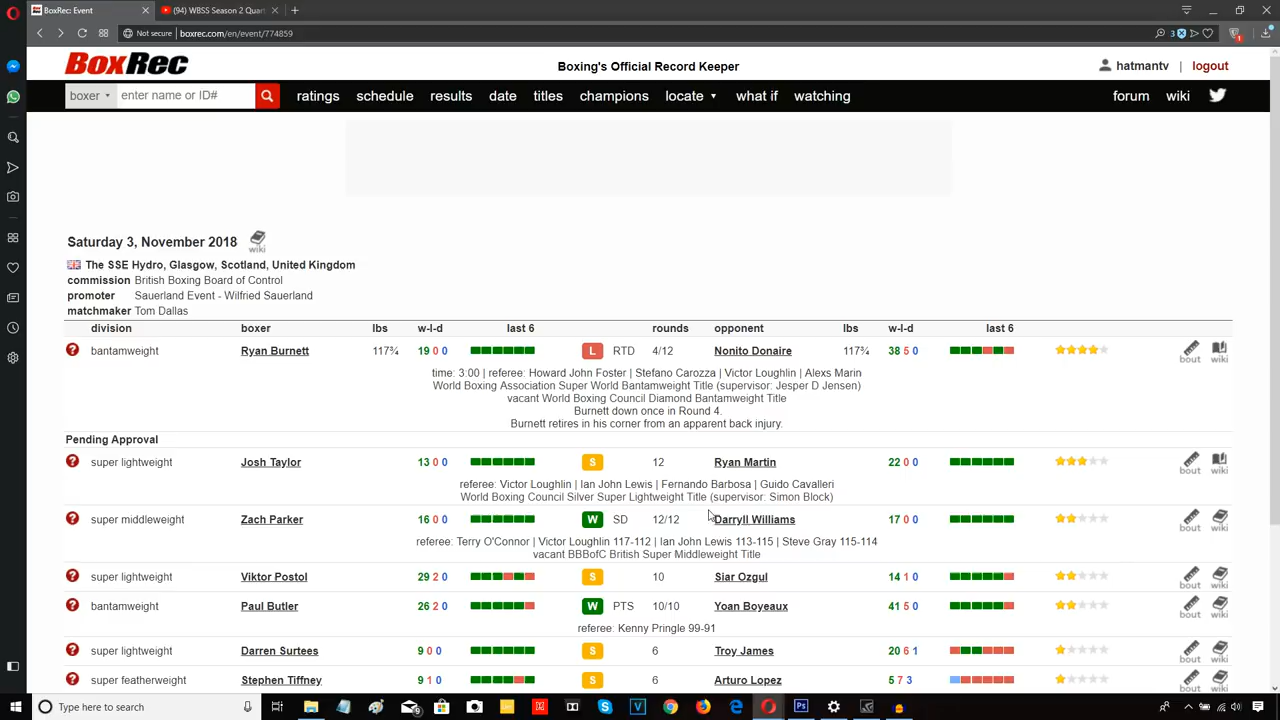 BoxRec: Event
(94) WBSS Season 2 Quart
Not secure | boxrec.com/en/event/774859
BoxRec
Boxing's Official Record Keeper
hatmantv | logout
boxer enter name or ID# ratings schedule results date titles champions locate what if watching forum wiki
Saturday 3, November 2018 wiki
The SSE Hydro, Glasgow, Scotland, United Kingdom
commission British Boxing Board of Control
promoter Sauerland Event - Wilfried Sauerland
matchmaker Tom Dallas
division boxer lbs w-l-d last 6 rounds opponent lbs w-l-d last 6
bantamweight Ryan Burnett 117¾ 19 0 0 L RTD 4/12 Nonito Donaire 117¾ 38 5 0 bout wiki
time: 3:00 | referee: Howard John Foster | Stefano Carozza | Victor Loughlin | Alexs Marin
World Boxing Association Super World Bantamweight Title (supervisor: Jesper D Jensen)
vacant World Boxing Council Diamond Bantamweight Title
Burnett down once in Round 4.
Burnett retires in his corner from an apparent back injury.
Pending Approval
super lightweight Josh Taylor 13 0 0 S 12 Ryan Martin 22 0 0 bout wiki
referee: Victor Loughlin | Ian John Lewis | Fernando Barbosa | Guido Cavalleri
World Boxing Council Silver Super Lightweight Title (supervisor: Simon Block)
super middleweight Zach Parker 16 0 0 W SD 12/12 Darryll Williams 17 0 0 bout wiki
referee: Terry O'Connor | Victor Loughlin 117-112 | Ian John Lewis 113-115 | Steve Gray 115-114
vacant BBBofC British Super Middleweight Title
super lightweight Viktor Postol 29 2 0 S 10 Siar Ozgul 14 1 0 bout wiki
bantamweight Paul Butler 26 2 0 W PTS 10/10 Yoan Boyeaux 41 5 0 bout wiki
referee: Kenny Pringle 99-91
super lightweight Darren Surtees 9 0 0 S 6 Troy James 20 6 1 bout wiki
super featherweight Stephen Tiffney 9 1 0 S 6 Arturo Lopez 5 7 3 bout wiki
Type here to search